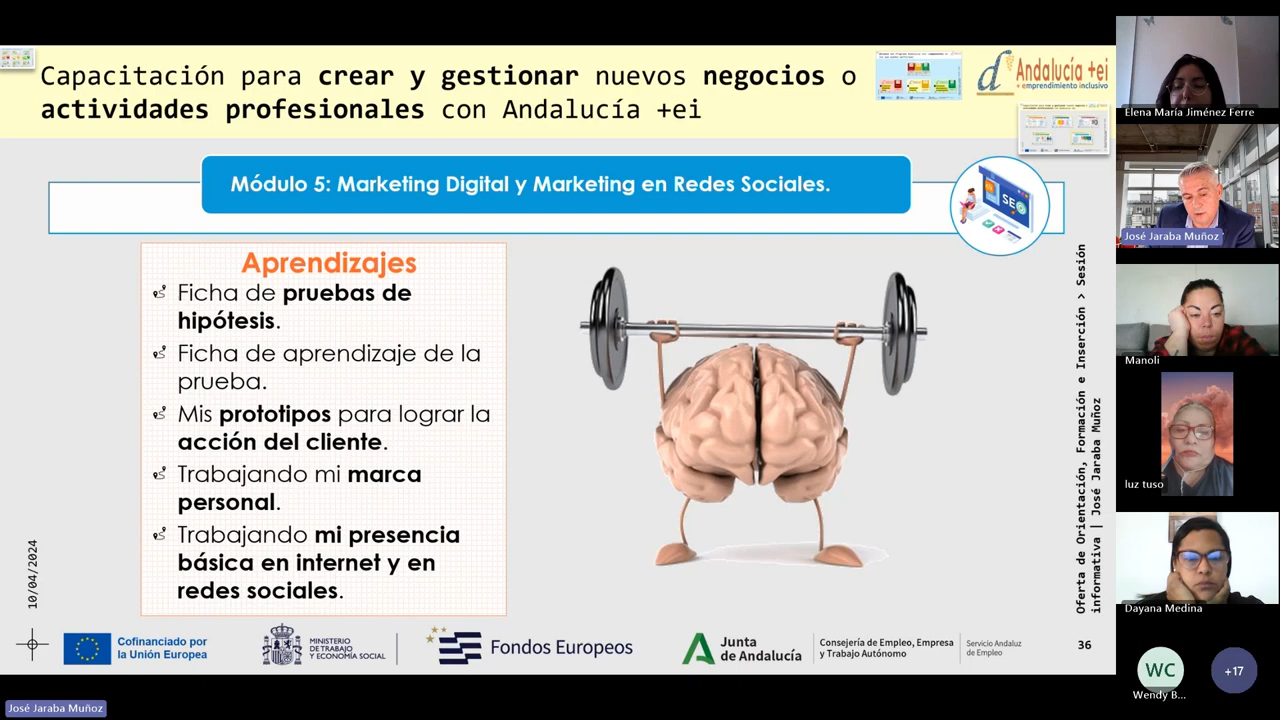 Capacitación para crear y gestionar nuevos negocios o
actividades profesionales con Andalucía +ei
Andalucía +ei
+ emprendimiento inclusivo
Módulo 5: Marketing Digital y Marketing en Redes Sociales.
SEO
Aprendizajes
Ficha de pruebas de
hipótesis.
Ficha de aprendizaje de la
prueba.
Mis prototipos para lograr la
acción del cliente.
Trabajando mi marca
personal.
Trabajando mi presencia
básica en internet y en
redes sociales.
10/04/2024
Oferta de Orientación, Formación e Inserción > Sesión
informativa | José Jaraba Muñoz
Cofinanciado por
la Unión Europea
MINISTERIO
DE TRABAJO
Y ECONOMÍA SOCIAL
Fondos Europeos
Junta
de Andalucía
Consejería de Empleo, Empresa
y Trabajo Autónomo
Servicio Andaluz
de Empleo
36
Elena María Jiménez Ferre
José Jaraba Muñoz
Manoli
luz tuso
Dayana Medina
WC
Wendy B...
+17
José Jaraba Muñoz